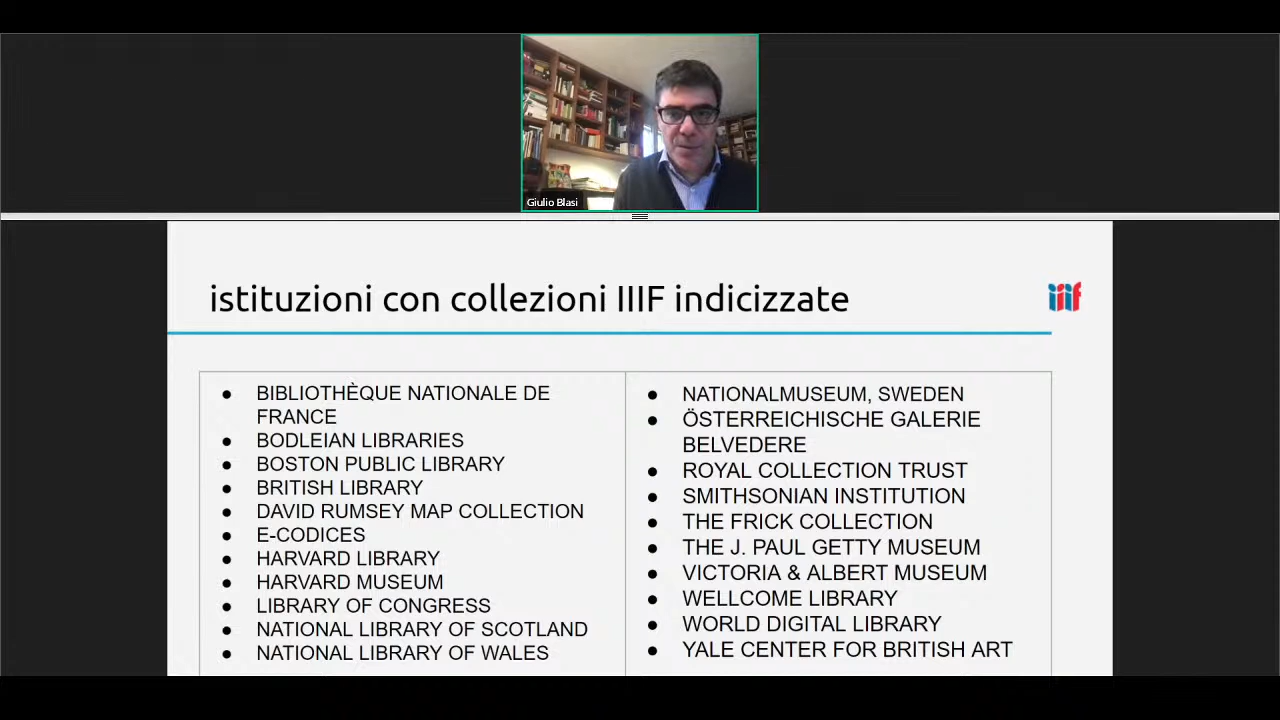 Giulio Blasi
istituzioni con collezioni IIIF indicizzate
iiif
● BIBLIOTHÈQUE NATIONALE DE
FRANCE
● BODLEIAN LIBRARIES
● BOSTON PUBLIC LIBRARY
● BRITISH LIBRARY
● DAVID RUMSEY MAP COLLECTION
● E-CODICES
● HARVARD LIBRARY
● HARVARD MUSEUM
● LIBRARY OF CONGRESS
● NATIONAL LIBRARY OF SCOTLAND
● NATIONAL LIBRARY OF WALES
● NATIONALMUSEUM, SWEDEN
● ÖSTERREICHISCHE GALERIE
BELVEDERE
● ROYAL COLLECTION TRUST
● SMITHSONIAN INSTITUTION
● THE FRICK COLLECTION
● THE J. PAUL GETTY MUSEUM
● VICTORIA & ALBERT MUSEUM
● WELLCOME LIBRARY
● WORLD DIGITAL LIBRARY
● YALE CENTER FOR BRITISH ART